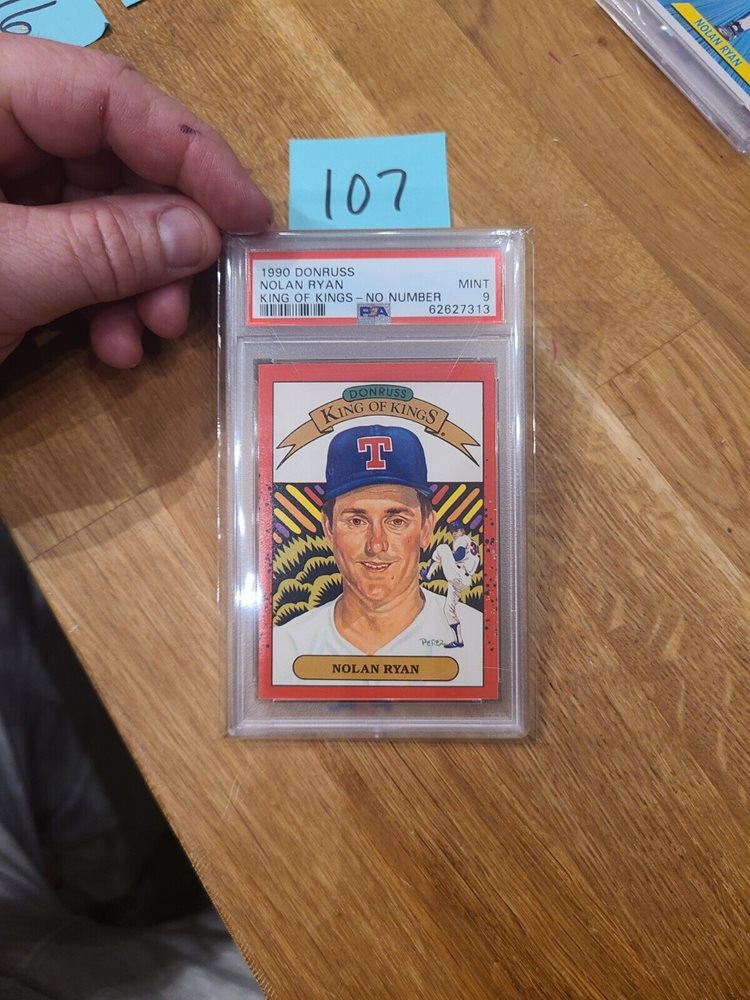 16
107
NOLAN RYAN
1990 DONRUSS
NOLAN RYAN MINT
KING OF KINGS - NO NUMBER 9
PSA 62627313
DONRUSS
KING OF KINGS
T
PEREZ
NOLAN RYAN